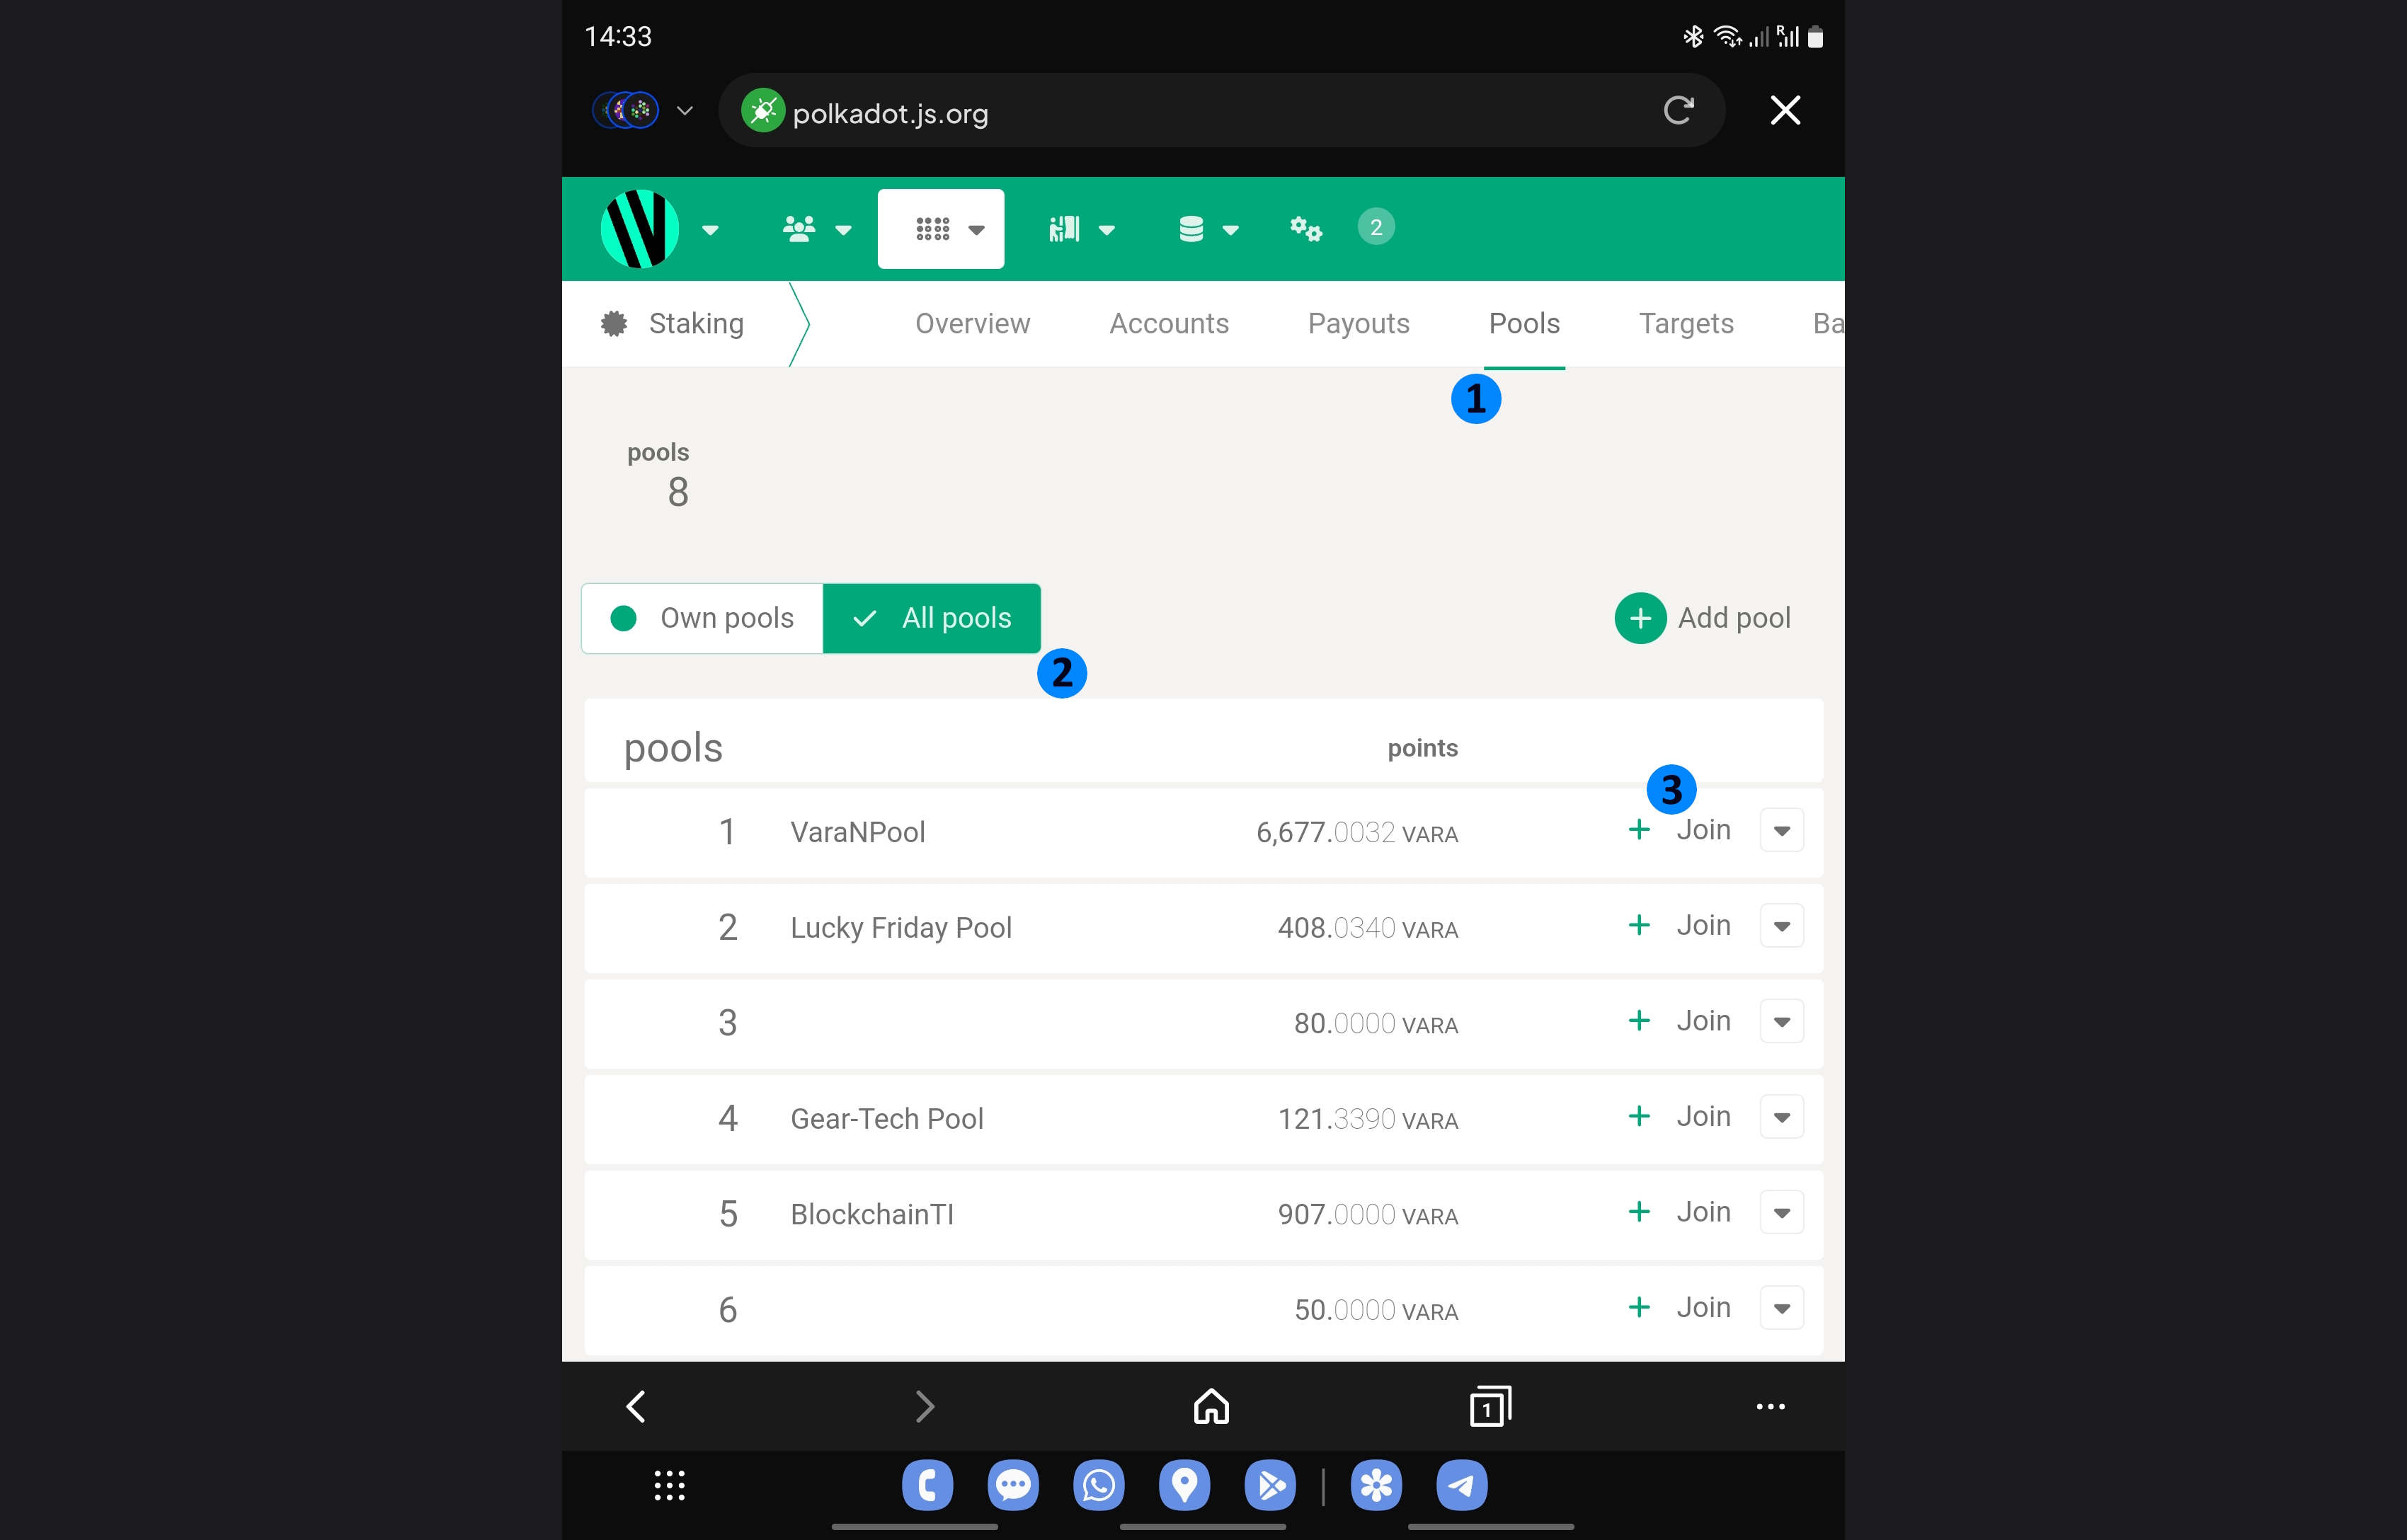 14:33
polkadot.js.org
2
Staking Overview Accounts Payouts Pools Targets Ba
1
pools
8
Own pools All pools + Add pool
2
pools points
3
1 VaraNPool 6,677.0032 VARA + Join
2 Lucky Friday Pool 408.0340 VARA + Join
3 80.0000 VARA + Join
4 Gear-Tech Pool 121.3390 VARA + Join
5 BlockchainTI 907.0000 VARA + Join
6 50.0000 VARA + Join
1